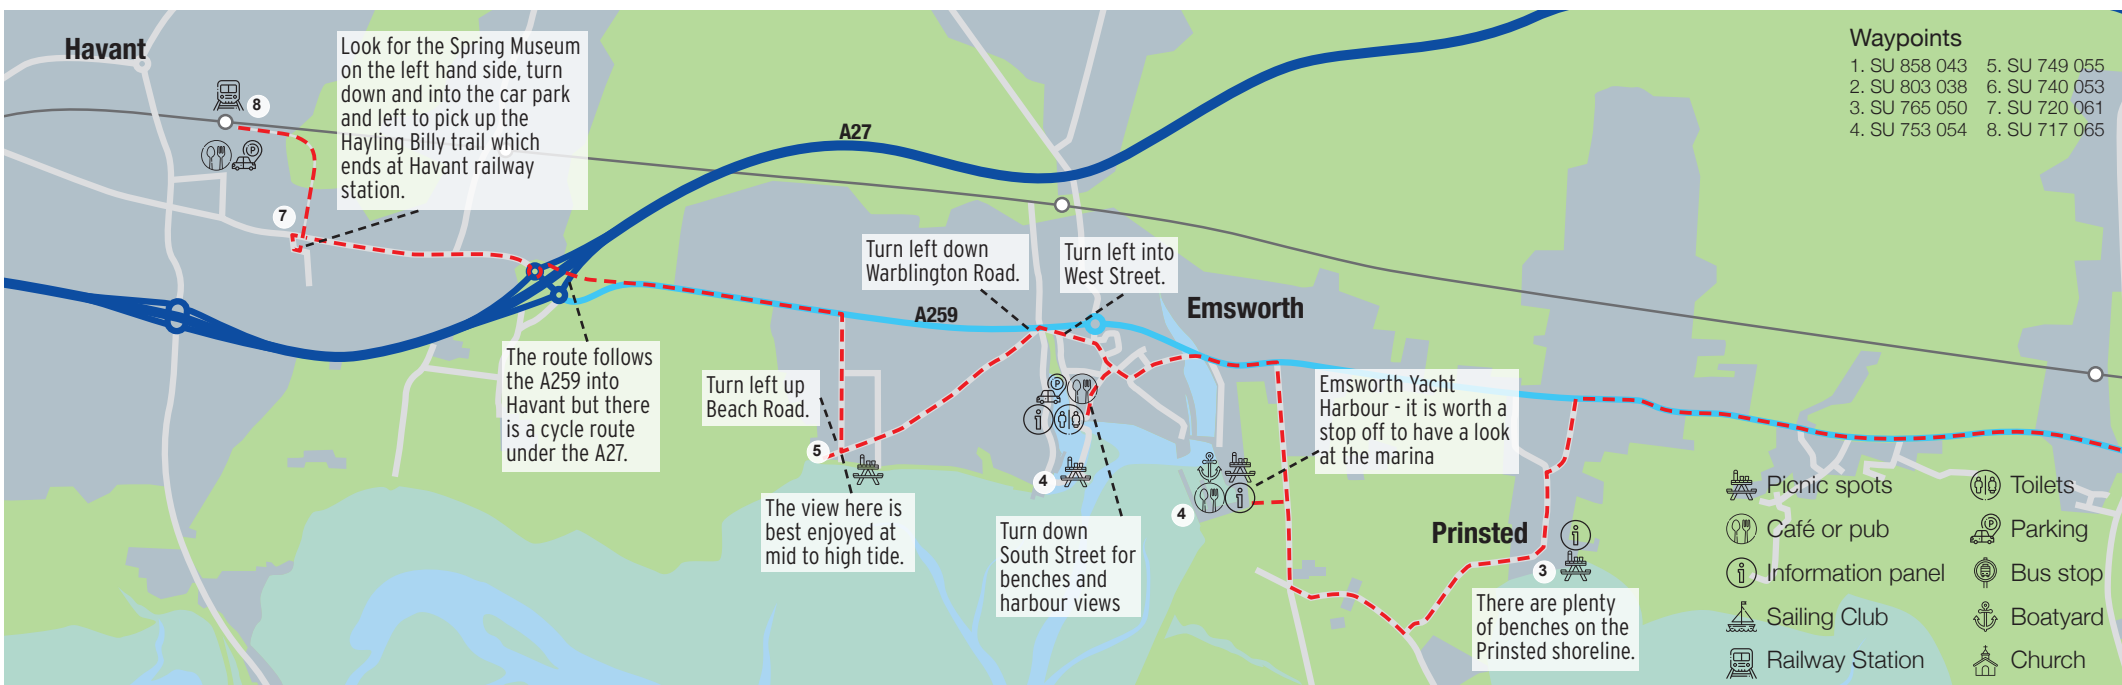 Havant
Look for the Spring Museum
on the left hand side, turn
down and into the car park
and left to pick up the
Hayling Billy trail which
ends at Havant railway
station.
8
P
7
A27
Waypoints
1. SU 858 043
2. SU 803 038
3. SU 765 050
4. SU 753 054
5. SU 749 055
6. SU 740 053
7. SU 720 061
8. SU 717 065
Turn left down
Warblington Road.
Turn left into
West Street.
Emsworth
A259
The route follows
the A259 into
Havant but there
is a cycle route
under the A27.
Turn left up
Beach Road.
5
The view here is
best enjoyed at
mid to high tide.
P
i
4
Turn down
South Street for
benches and
harbour views
Emsworth Yacht
Harbour - it is worth a
stop off to have a look
at the marina
i
4
Prinsted
i
3
There are plenty
of benches on the
Prinsted shoreline.
Picnic spots
Café or pub
i
Information panel
Sailing Club
Railway Station
Toilets
P
Parking
Bus stop
Boatyard
Church